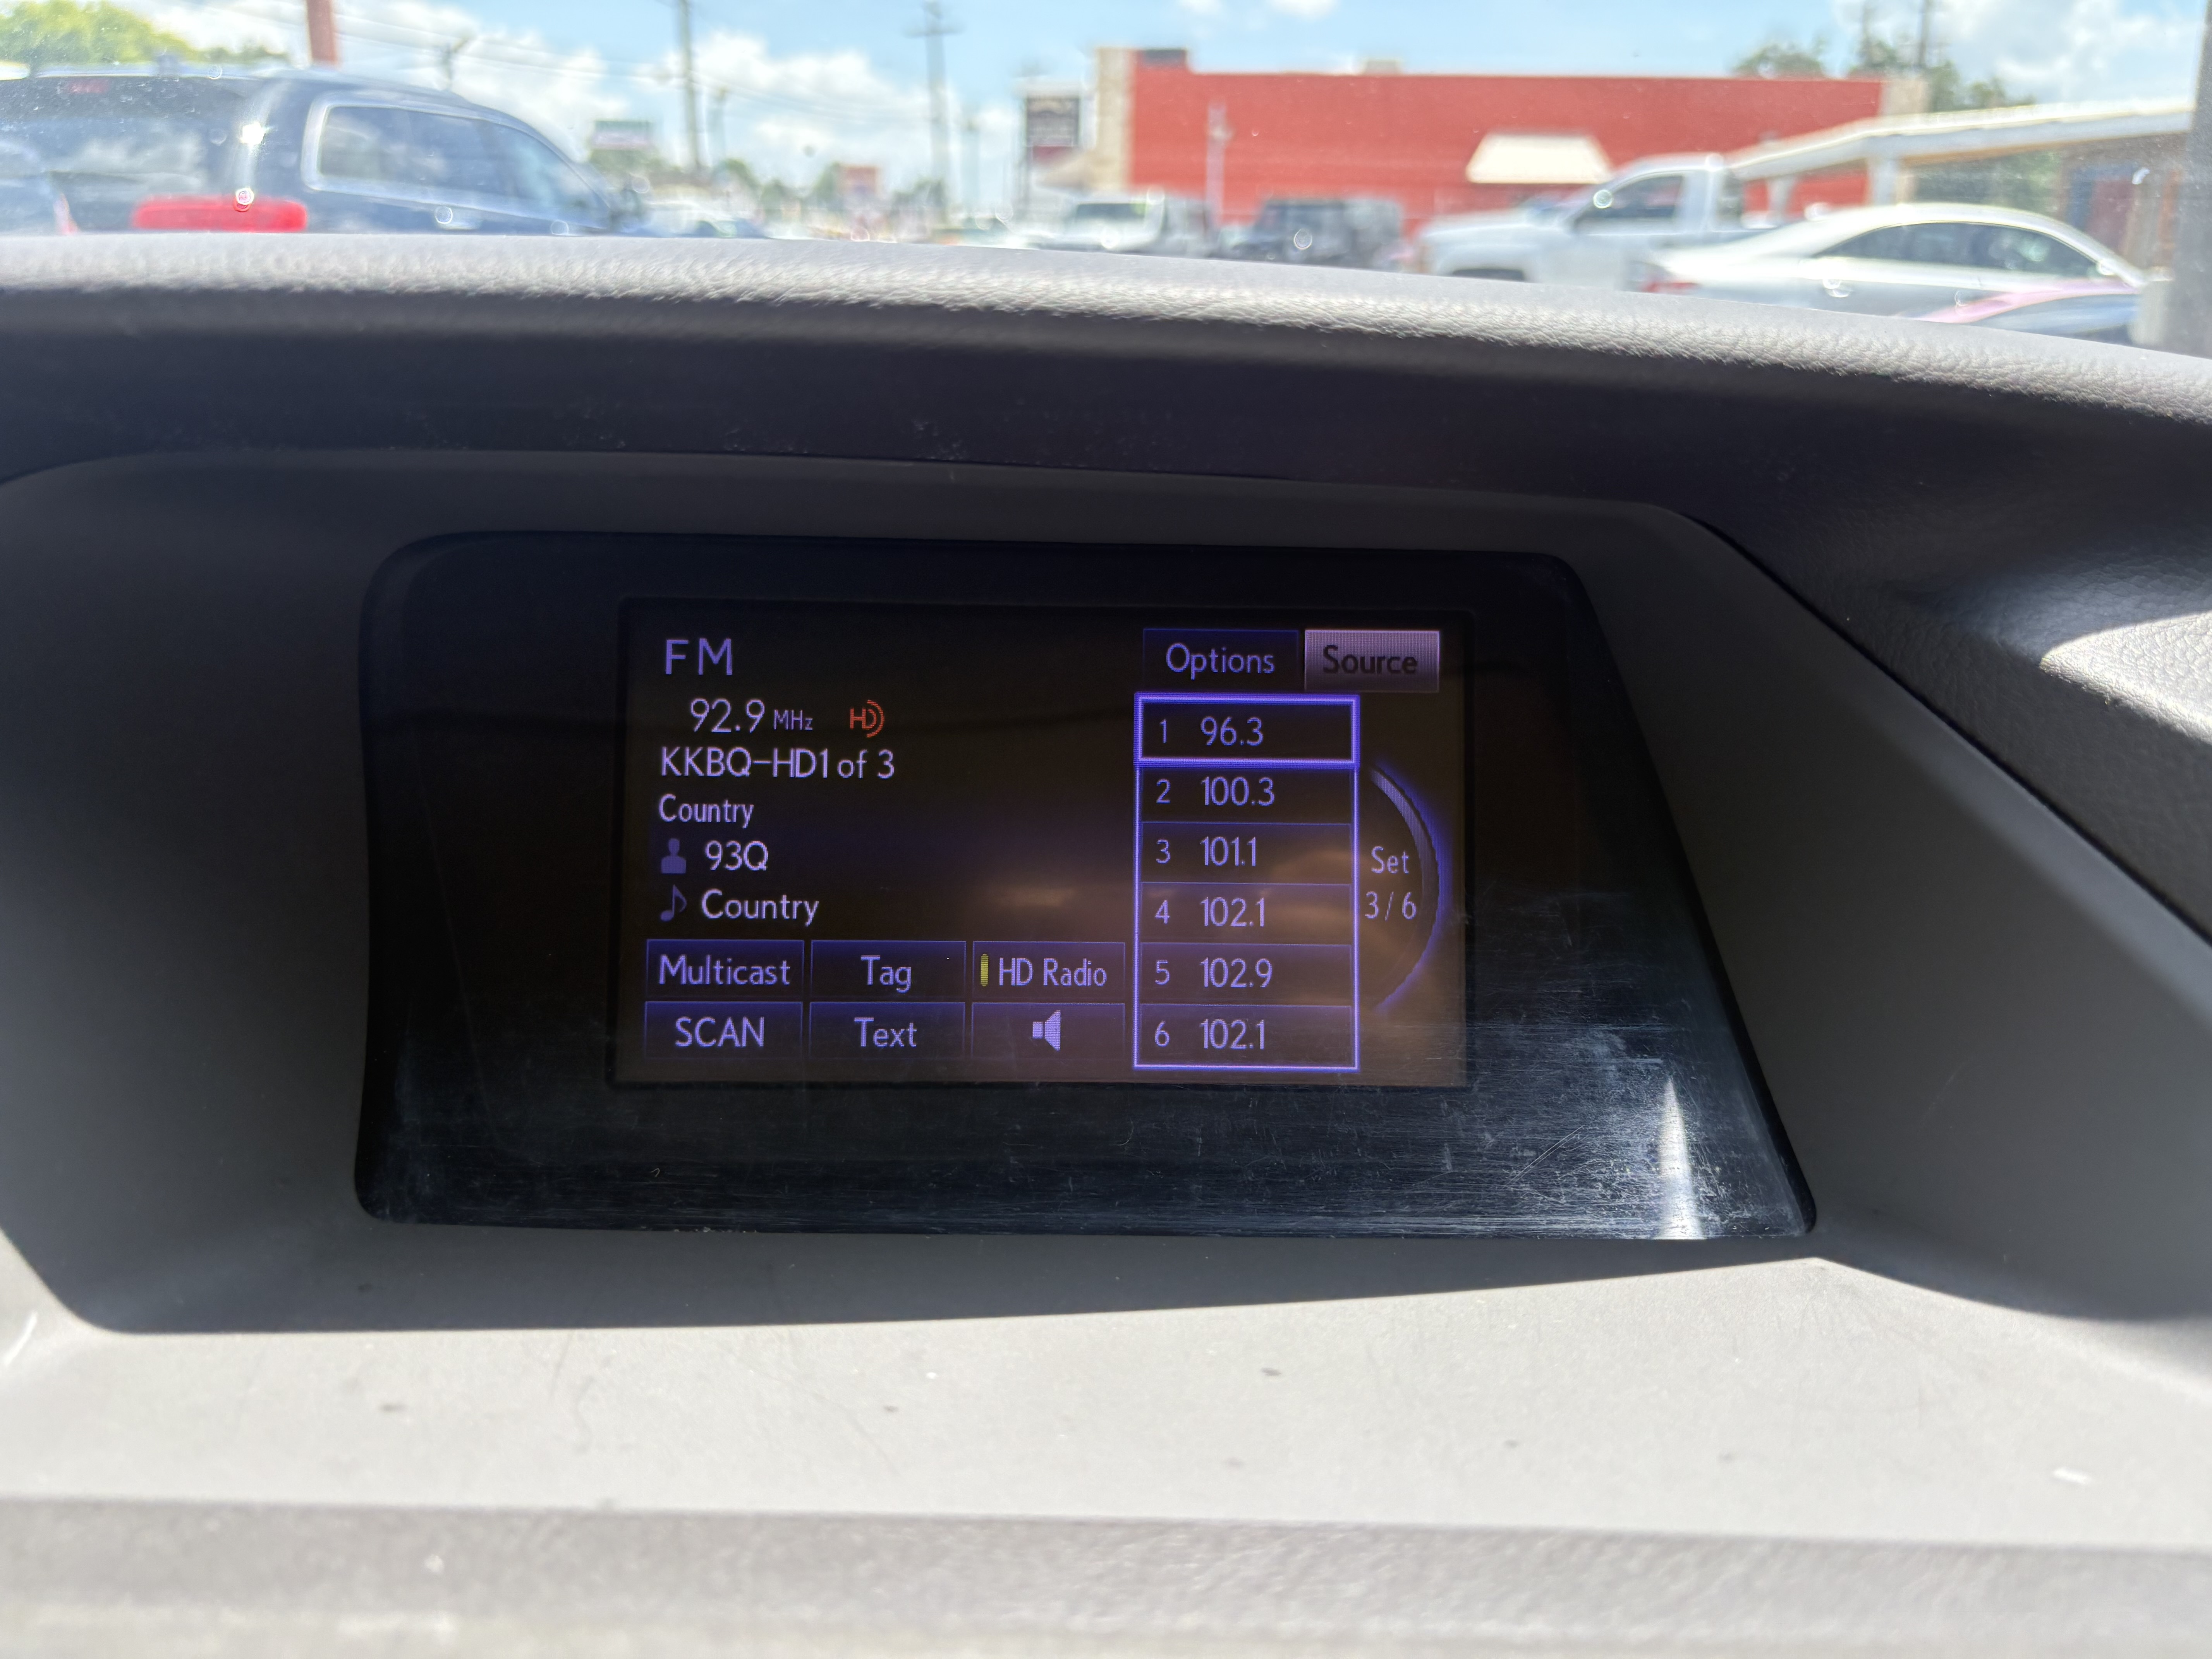 FM
Options Source
92.9 MHz HD
KKBQ-HD1 of 3
Country
93Q
Country
Multicast Tag HD Radio
SCAN Text
1 96.3
2 100.3
3 101.1
4 102.1
5 102.9
6 102.1
Set
3/6